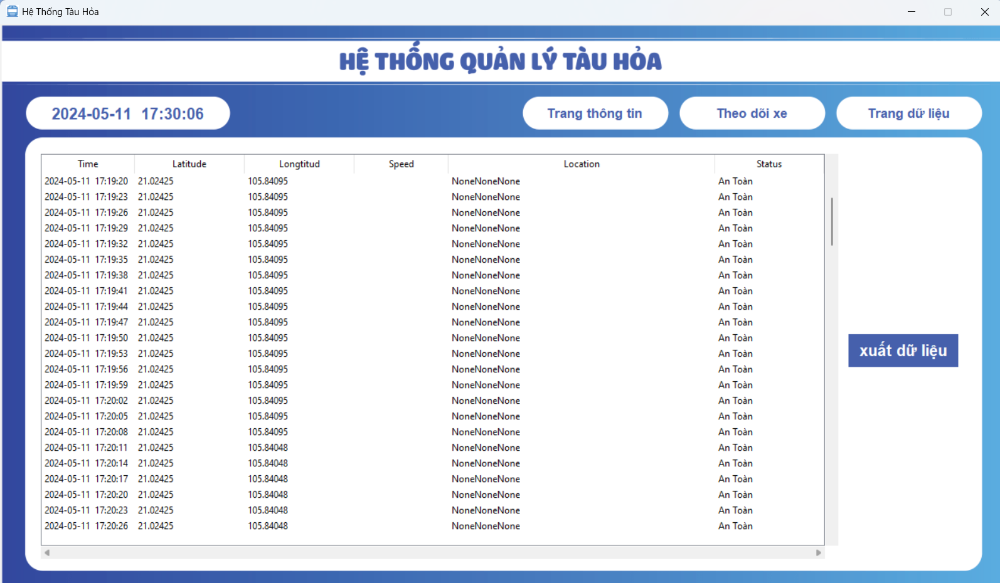 Hệ Thống Tàu Hỏa
HỆ THỐNG QUẢN LÝ TÀU HỎA
2024-05-11 17:30:06 Trang thông tin Theo dõi xe Trang dữ liệu
Time Latitude Longtitud Speed Location Status
2024-05-11 17:19:20 21.02425 105.84095 NoneNoneNone An Toàn
2024-05-11 17:19:23 21.02425 105.84095 NoneNoneNone An Toàn
2024-05-11 17:19:26 21.02425 105.84095 NoneNoneNone An Toàn
2024-05-11 17:19:29 21.02425 105.84095 NoneNoneNone An Toàn
2024-05-11 17:19:32 21.02425 105.84095 NoneNoneNone An Toàn
2024-05-11 17:19:35 21.02425 105.84095 NoneNoneNone An Toàn
2024-05-11 17:19:38 21.02425 105.84095 NoneNoneNone An Toàn
2024-05-11 17:19:41 21.02425 105.84095 NoneNoneNone An Toàn
2024-05-11 17:19:44 21.02425 105.84095 NoneNoneNone An Toàn
2024-05-11 17:19:47 21.02425 105.84095 NoneNoneNone An Toàn
2024-05-11 17:19:50 21.02425 105.84095 NoneNoneNone An Toàn
2024-05-11 17:19:53 21.02425 105.84095 NoneNoneNone An Toàn
2024-05-11 17:19:56 21.02425 105.84095 NoneNoneNone An Toàn
2024-05-11 17:19:59 21.02425 105.84095 NoneNoneNone An Toàn
2024-05-11 17:20:02 21.02425 105.84095 NoneNoneNone An Toàn
2024-05-11 17:20:05 21.02425 105.84095 NoneNoneNone An Toàn
2024-05-11 17:20:08 21.02425 105.84095 NoneNoneNone An Toàn
2024-05-11 17:20:11 21.02425 105.84048 NoneNoneNone An Toàn
2024-05-11 17:20:14 21.02425 105.84048 NoneNoneNone An Toàn
2024-05-11 17:20:17 21.02425 105.84048 NoneNoneNone An Toàn
2024-05-11 17:20:20 21.02425 105.84048 NoneNoneNone An Toàn
2024-05-11 17:20:23 21.02425 105.84048 NoneNoneNone An Toàn
2024-05-11 17:20:26 21.02425 105.84048 NoneNoneNone An Toàn
xuất dữ liệu